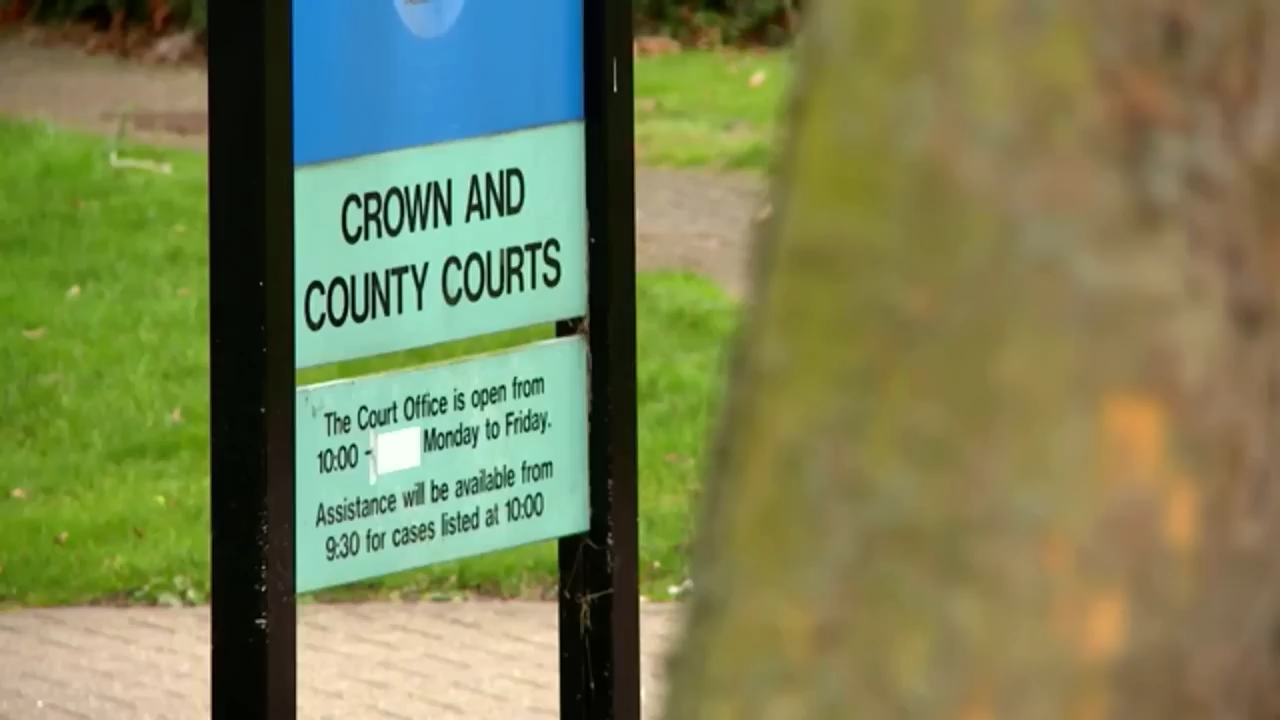 CROWN AND
COUNTY COURTS
The Court Office is open from
10:00 - Monday to Friday.
Assistance will be available from
9:30 for cases listed at 10:00